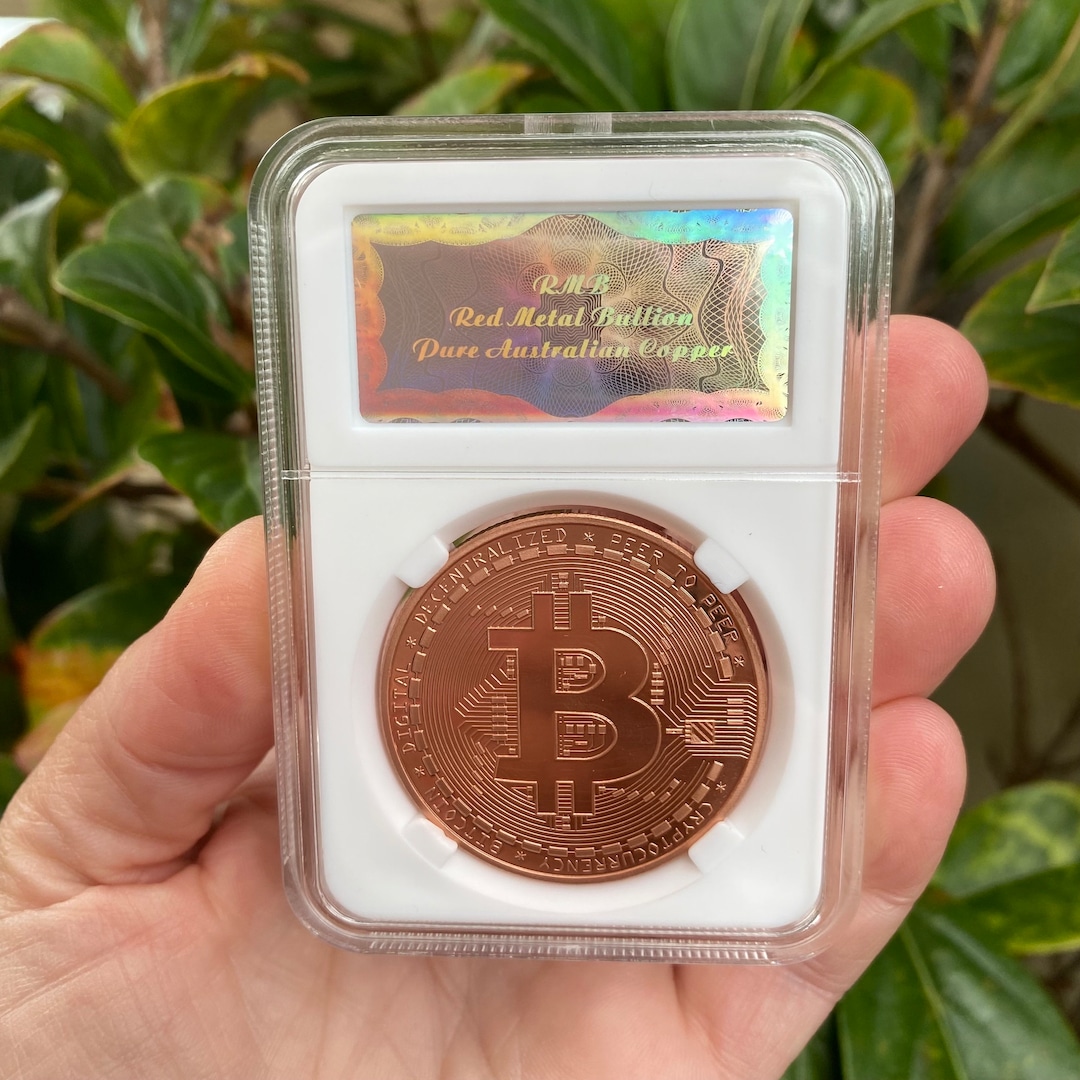 RMB
Red Metal Bullion
Pure Australian Copper
* DECENTRALIZED * PEER TO PEER * CRYPTOCURRENCY * BITCOIN * DIGITAL